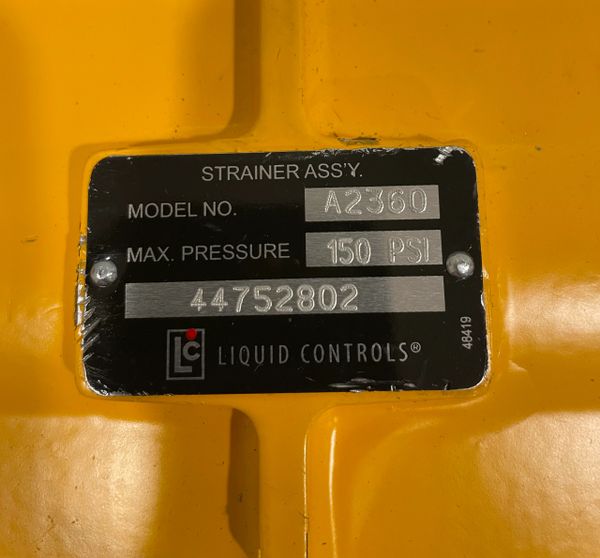 STRAINER ASS'Y.
MODEL NO. A2360
MAX. PRESSURE 150 PSI
44752802
LC LIQUID CONTROLS®
48419